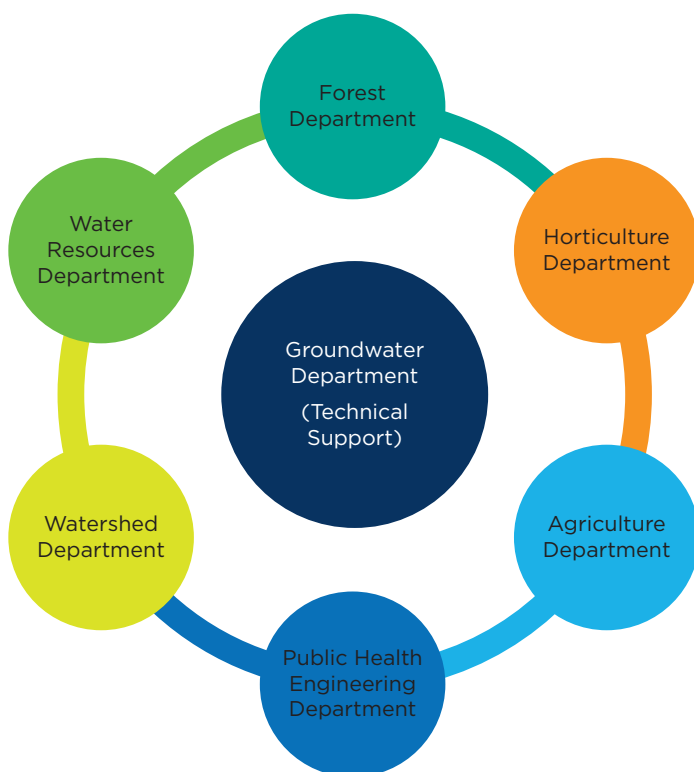 Forest
Department
Water
Resources
Department
Horticulture
Department
Groundwater
Department
(Technical
Support)
Watershed
Department
Agriculture
Department
Public Health
Engineering
Department